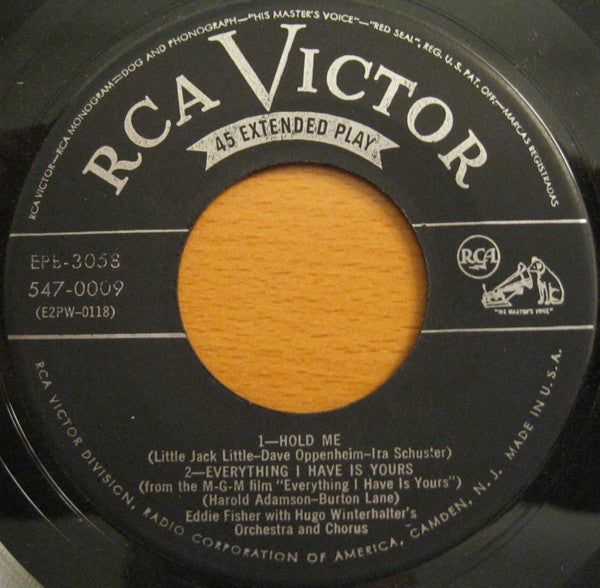 RCA VICTOR—RCA MONOGRAM—DOG AND PHONOGRAPH—"HIS MASTER'S VOICE"—"RED SEAL", REG. U. S. PAT. OFF.—MARCAS REGISTRADAS
RCA VICTOR
45 EXTENDED PLAY
EPB-3058
547-0009
(E2PW-0118)
RCA
"HIS MASTER'S VOICE"
1—HOLD ME
(Little Jack Little–Dave Oppenheim–Ira Schuster)
2—EVERYTHING I HAVE IS YOURS
(from the M-G-M film "Everything I Have Is Yours")
(Harold Adamson–Burton Lane)
Eddie Fisher with Hugo Winterhalter's
Orchestra and Chorus
RCA VICTOR DIVISION, RADIO CORPORATION OF AMERICA, CAMDEN, N. J. MADE IN U. S. A.